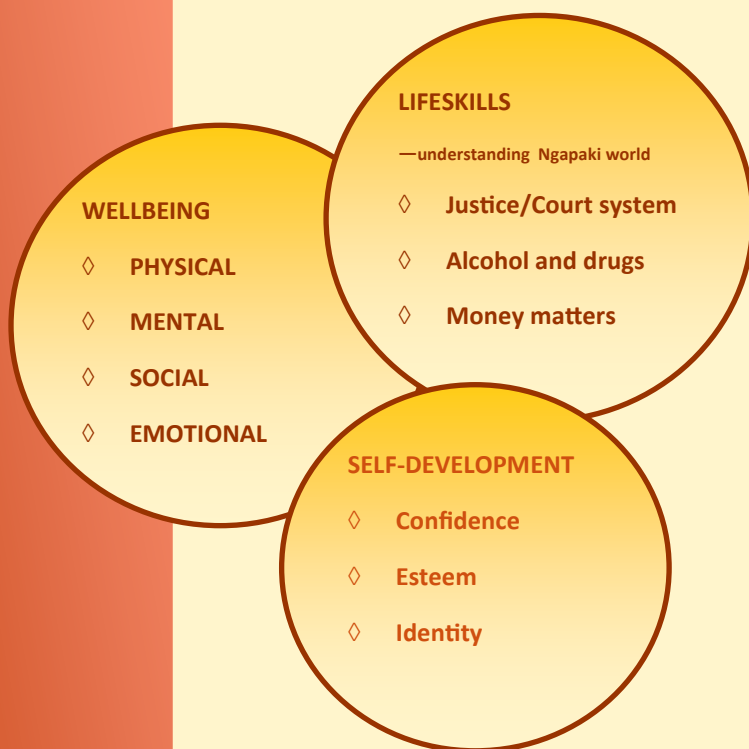 WELLBEING
◊ PHYSICAL
◊ MENTAL
◊ SOCIAL
◊ EMOTIONAL
LIFESKILLS
—understanding Ngapaki world
◊ Justice/Court system
◊ Alcohol and drugs
◊ Money matters
SELF-DEVELOPMENT
◊ Confidence
◊ Esteem
◊ Identity